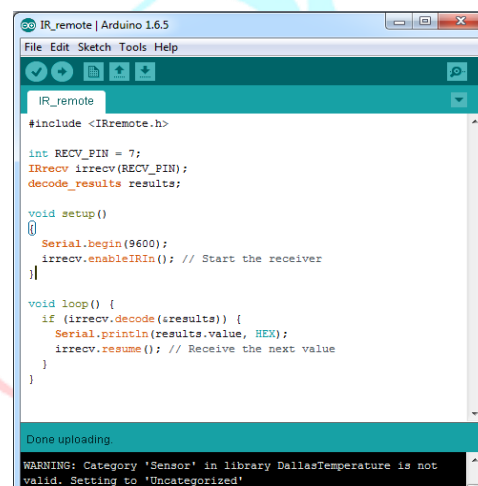 IR_remote | Arduino 1.6.5
File Edit Sketch Tools Help
IR_remote
#include <IRremote.h>
int RECV_PIN = 7;
IRrecv irrecv(RECV_PIN);
decode_results results;
void setup()
{
  Serial.begin(9600);
  irrecv.enableIRIn(); // Start the receiver
}
void loop() {
  if (irrecv.decode(&results)) {
    Serial.println(results.value, HEX);
    irrecv.resume(); // Receive the next value
  }
}
Done uploading.
WARNING: Category 'Sensor' in library DallasTemperature is not
valid. Setting to 'Uncategorized'